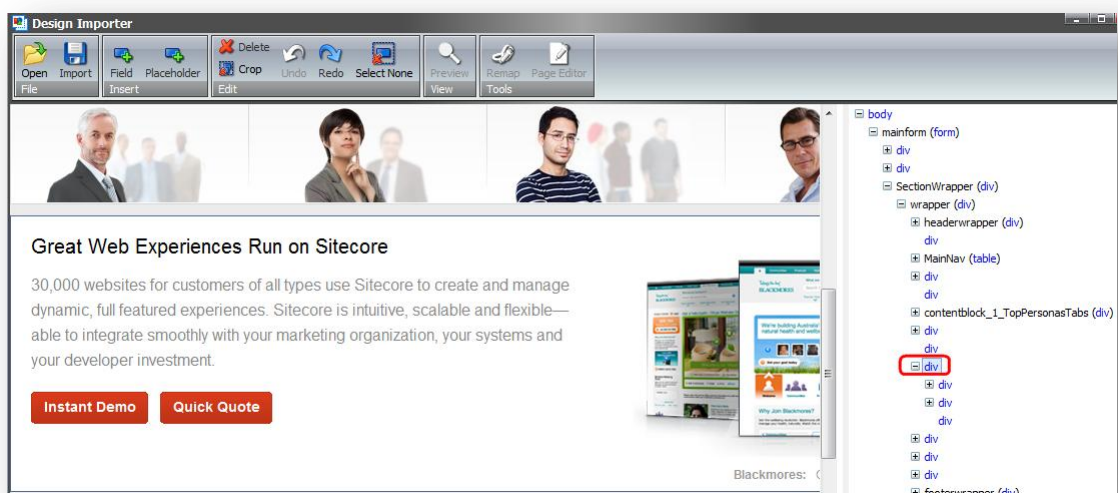 Design Importer
Open Import Field Placeholder Delete Crop Undo Redo Select None Preview Remap Page Editor
File Insert Edit View Tools
Great Web Experiences Run on Sitecore
30,000 websites for customers of all types use Sitecore to create and manage
dynamic, full featured experiences. Sitecore is intuitive, scalable and flexible—
able to integrate smoothly with your marketing organization, your systems and
your developer investment.
Instant Demo Quick Quote
Blackmores:
body
mainform (form)
div
div
SectionWrapper (div)
wrapper (div)
headerwrapper (div)
div
MainNav (table)
div
div
contentblock_1_TopPersonasTabs (div)
div
div
div
div
div
div
div
div
div
footerwrapper (div)